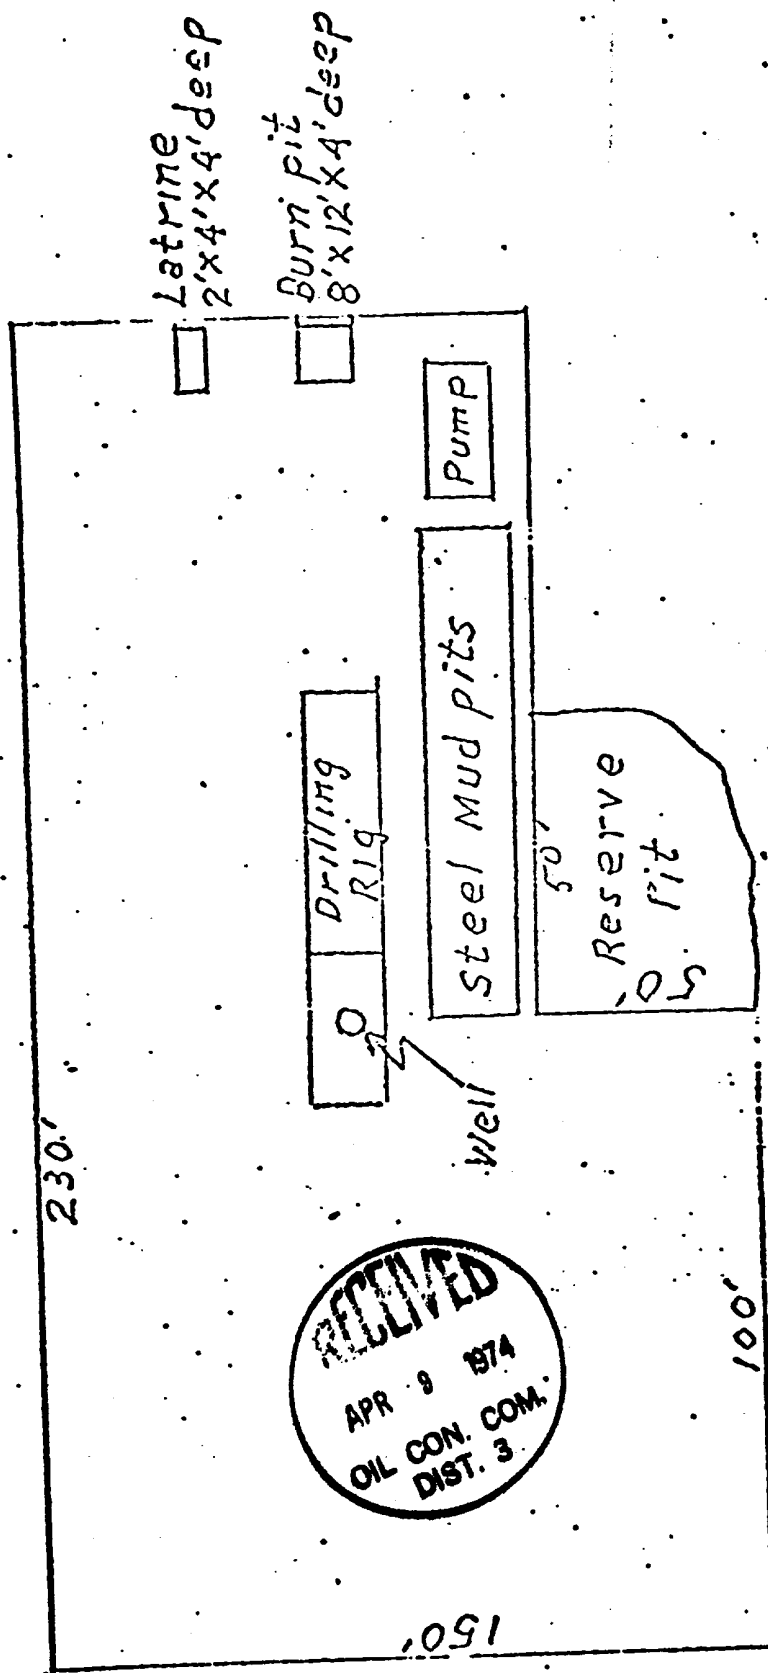 Latrine
2'X4'X4'deep
Burn pit
8'X12'X4'deep
230.'
Pump
Drilling
Rig
Steel Mud pits
Well
50'
Reserve
Pit
50'
RECEIVED
APR 9 1974
OIL CON. COM.
DIST. 3
100'
150'